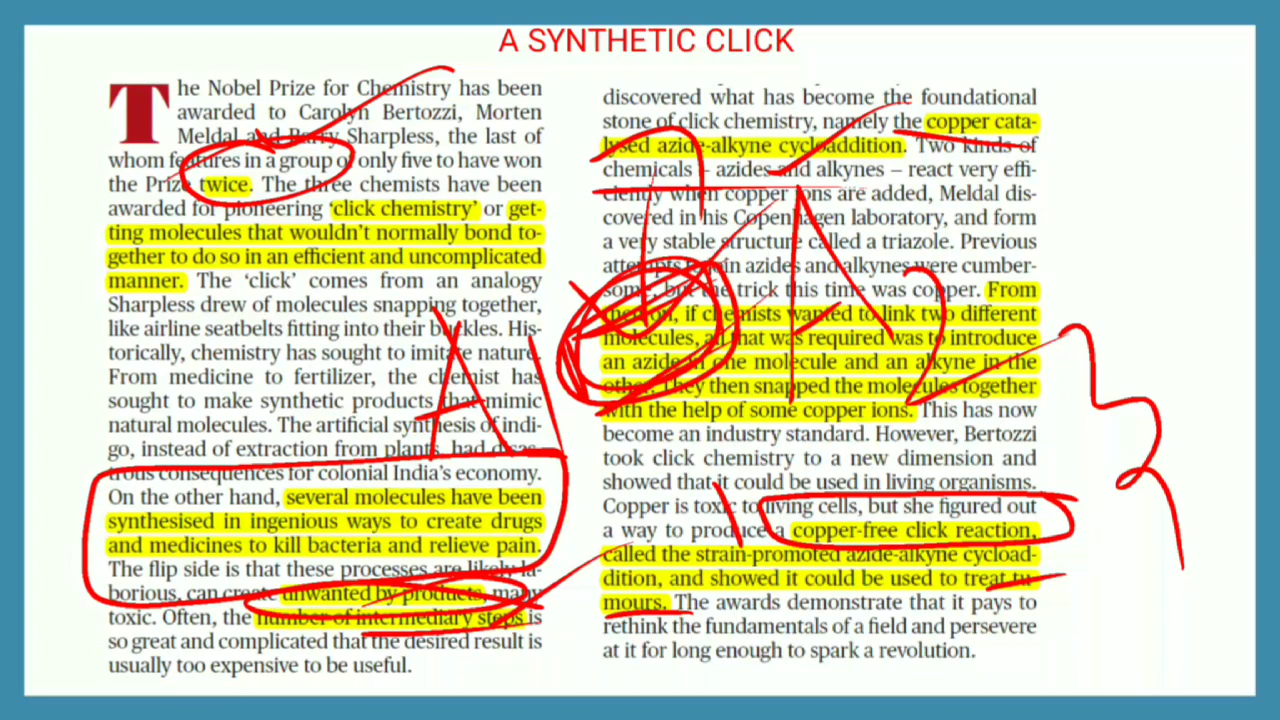 A SYNTHETIC CLICK
The Nobel Prize for Chemistry has been
awarded to Carolyn Bertozzi, Morten
Meldal and Barry Sharpless, the last of
whom features in a group of only five to have won
the Prize twice. The three chemists have been
awarded for pioneering ‘click chemistry’ or get-
ting molecules that wouldn’t normally bond to-
gether to do so in an efficient and uncomplicated
manner. The ‘click’ comes from an analogy
Sharpless drew of molecules snapping together,
like airline seatbelts fitting into their buckles. His-
torically, chemistry has sought to imitate nature.
From medicine to fertilizer, the chemist has
sought to make synthetic products that mimic
natural molecules. The artificial synthesis of indi-
go, instead of extraction from plants, had disas-
trous consequences for colonial India’s economy.
On the other hand, several molecules have been
synthesised in ingenious ways to create drugs
and medicines to kill bacteria and relieve pain.
The flip side is that these processes are likely la-
borious, can create unwanted by products, many
toxic. Often, the number of intermediary steps is
so great and complicated that the desired result is
usually too expensive to be useful.
discovered what has become the foundational
stone of click chemistry, namely the copper cata-
lysed azide-alkyne cycloaddition. Two kinds of
chemicals – azides and alkynes – react very effi-
ciently when copper ions are added, Meldal dis-
covered in his Copenhagen laboratory, and form
a very stable structure called a triazole. Previous
attempts to join azides and alkynes were cumber-
some, but the trick this time was copper. From
then on, if chemists wanted to link two different
molecules, all that was required was to introduce
an azide in one molecule and an alkyne in the
other. They then snapped the molecules together
with the help of some copper ions. This has now
become an industry standard. However, Bertozzi
took click chemistry to a new dimension and
showed that it could be used in living organisms.
Copper is toxic to living cells, but she figured out
a way to produce a copper-free click reaction,
called the strain-promoted azide-alkyne cycload-
dition, and showed it could be used to treat tu-
mours. The awards demonstrate that it pays to
rethink the fundamentals of a field and persevere
at it for long enough to spark a revolution.